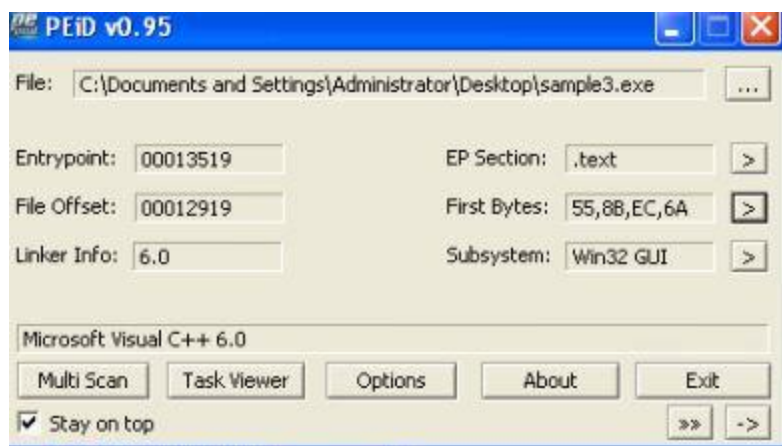 PEiD v0.95
File: C:\Documents and Settings\Administrator\Desktop\sample3.exe ...
Entrypoint: 00013519 EP Section: .text >
File Offset: 00012919 First Bytes: 55,8B,EC,6A >
Linker Info: 6.0 Subsystem: Win32 GUI >
Microsoft Visual C++ 6.0
Multi Scan Task Viewer Options About Exit
Stay on top »» ->